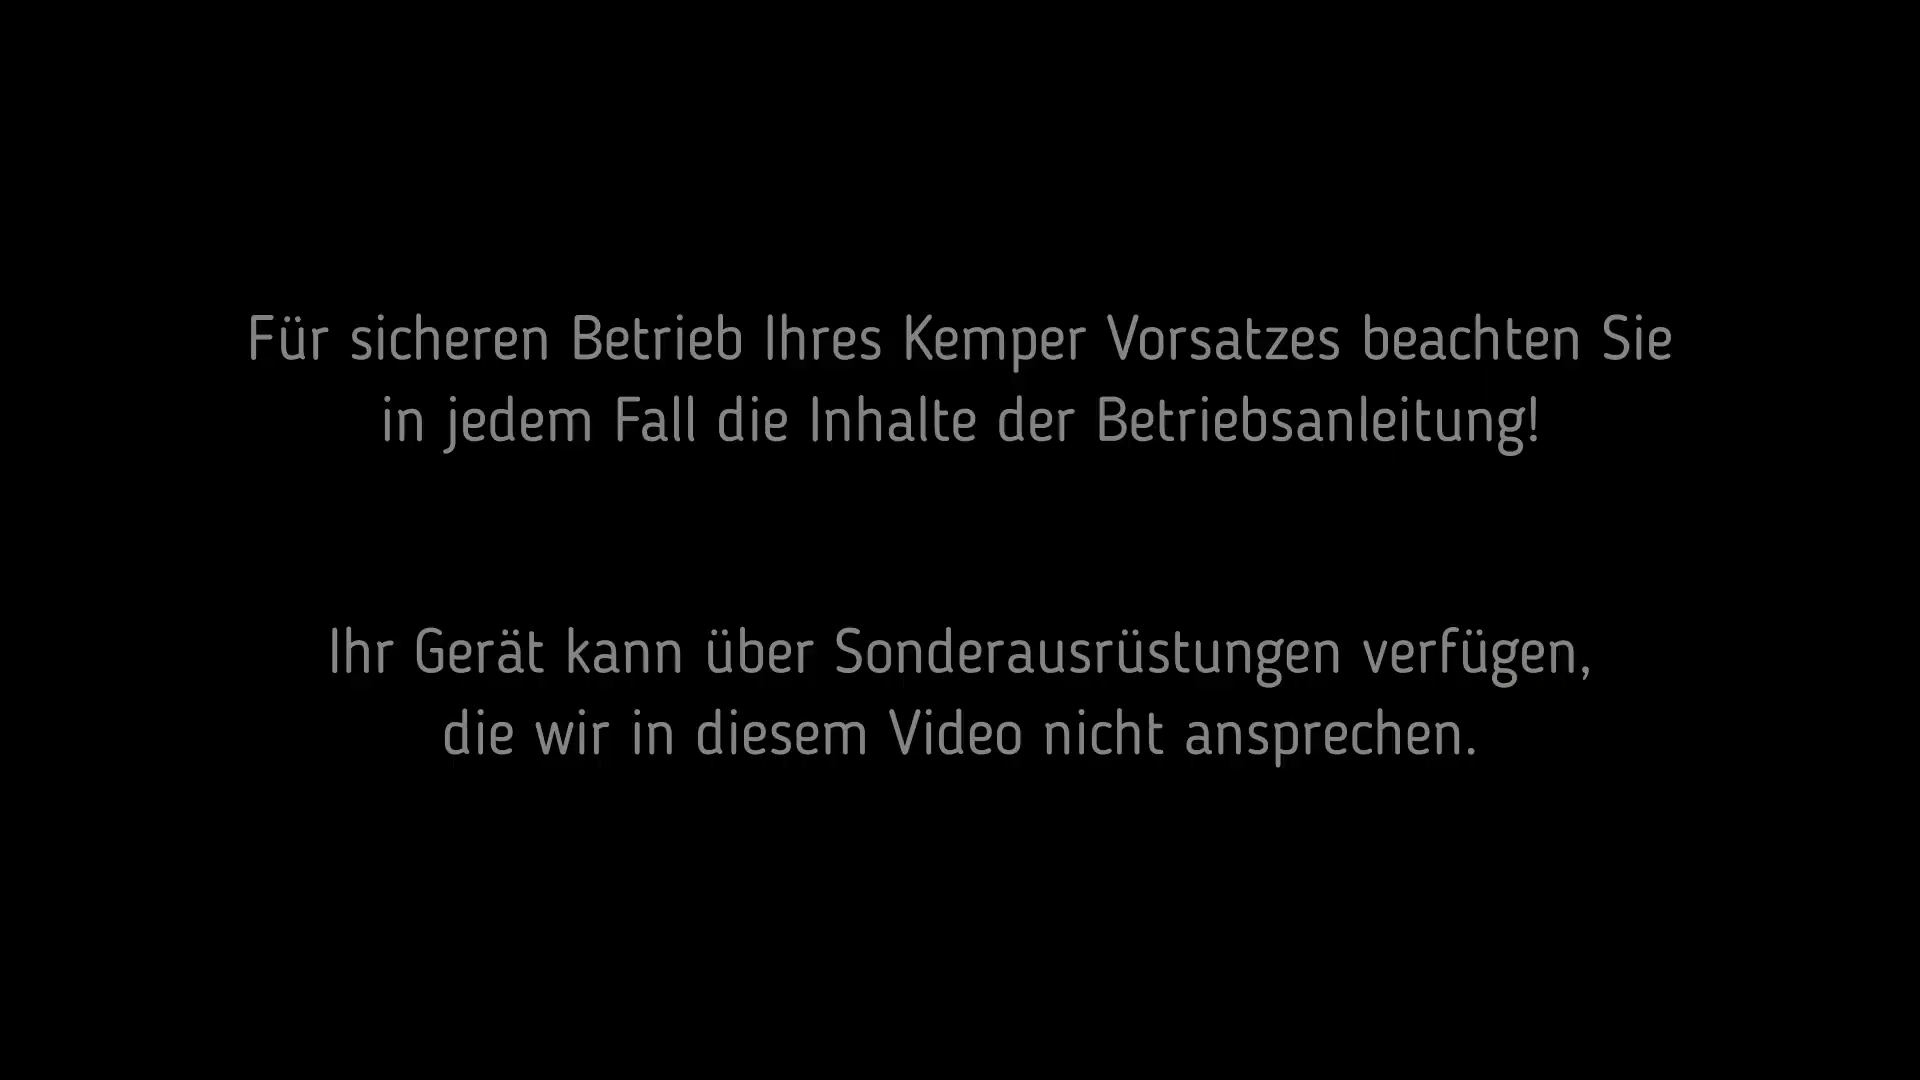 Für sicheren Betrieb Ihres Kemper Vorsatzes beachten Sie
in jedem Fall die Inhalte der Betriebsanleitung!
Ihr Gerät kann über Sonderausrüstungen verfügen,
die wir in diesem Video nicht ansprechen.